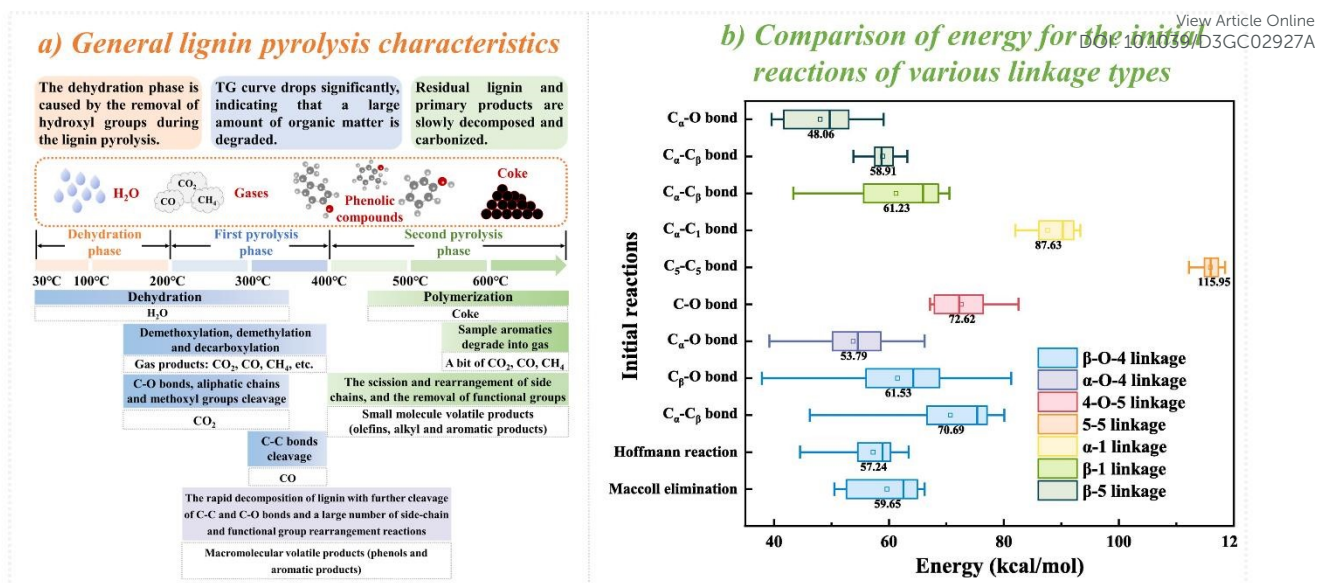 View Article Online
DOI: 10.1039/D3GC02927A
a) General lignin pyrolysis characteristics
The dehydration phase is
caused by the removal of
hydroxyl groups during
the lignin pyrolysis.
TG curve drops significantly,
indicating that a large
amount of organic matter is
degraded.
Residual lignin and
primary products are
slowly decomposed and
carbonized.
H₂O
CO₂
CO
CH₄
Gases
Phenolic
compounds
Coke
Dehydration
phase
First pyrolysis
phase
Second pyrolysis
phase
30°C 100°C 200°C 300°C 400°C 500°C 600°C
Dehydration
H₂O
Polymerization
Coke
Demethoxylation, demethylation
and decarboxylation
Gas products: CO₂, CO, CH₄, etc.
Sample aromatics
degrade into gas
A bit of CO₂, CO, CH₄
C-O bonds, aliphatic chains
and methoxyl groups cleavage
CO₂
The scission and rearrangement of side
chains, and the removal of functional groups
Small molecule volatile products
(olefins, alkyl and aromatic products)
C-C bonds
cleavage
CO
The rapid decomposition of lignin with further cleavage
of C-C and C-O bonds and a large number of side-chain
and functional group rearrangement reactions
Macromolecular volatile products (phenols and
aromatic products)
b) Comparison of energy for the initial
reactions of various linkage types
Initial reactions
Cα-O bond
48.06
Cα-Cβ bond
58.91
Cα-Cβ bond
61.23
Cα-C₁ bond
87.63
C₅-C₅ bond
115.95
C-O bond
72.62
Cα-O bond
53.79
Cβ-O bond
61.53
Cα-Cβ bond
70.69
Hoffmann reaction
57.24
Maccoll elimination
59.65
β-O-4 linkage
α-O-4 linkage
4-O-5 linkage
5-5 linkage
α-1 linkage
β-1 linkage
β-5 linkage
40 60 80 100 12
Energy (kcal/mol)